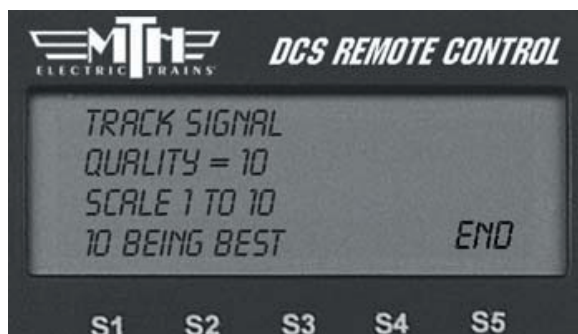 MTH
ELECTRIC TRAINS®
DCS REMOTE CONTROL
TRACK SIGNAL
QUALITY = 10
SCALE 1 TO 10
10 BEING BEST END
S1 S2 S3 S4 S5